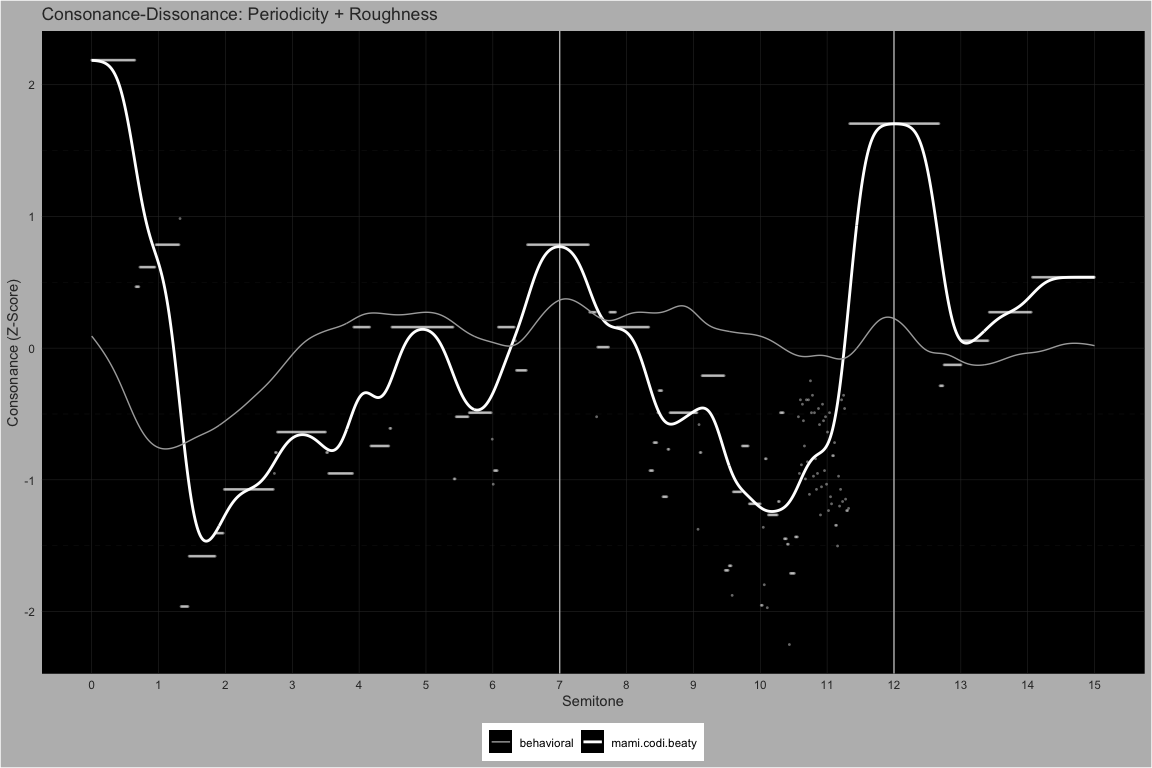 Consonance-Dissonance: Periodicity + Roughness
Consonance (Z-Score)
2
1
0
-1
-2
0 1 2 3 4 5 6 7 8 9 10 11 12 13 14 15
Semitone
behavioral mami.codi.beaty